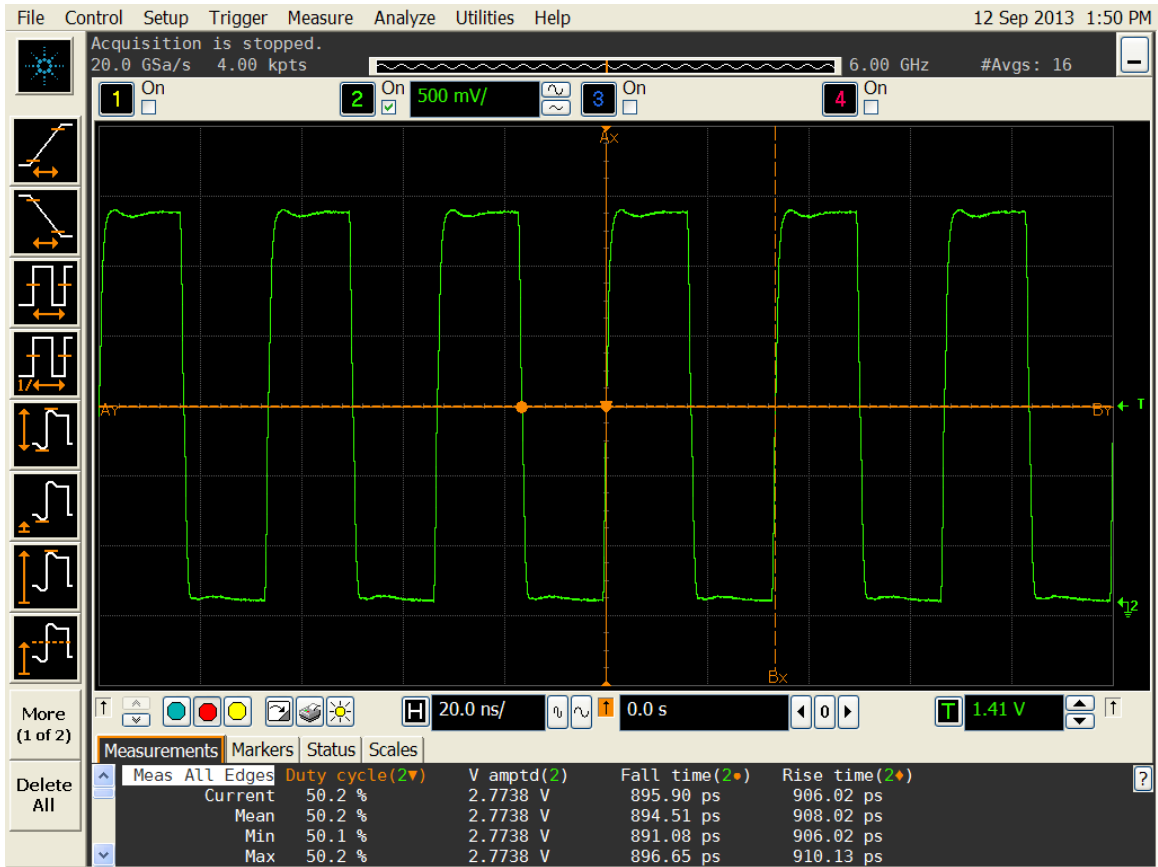 File Control Setup Trigger Measure Analyze Utilities Help 12 Sep 2013 1:50 PM
Acquisition is stopped.
20.0 GSa/s 4.00 kpts 6.00 GHz #Avgs: 16
1 On 2 On 500 mV/ 3 On 4 On
Ax
1/
Ay By T
2
Bx
More
(1 of 2)
Delete
All
H 20.0 ns/ 0.0 s 0 T 1.41 V
Measurements Markers Status Scales
Meas All Edges Duty cycle(2▼) V amptd(2) Fall time(2●) Rise time(2♦) ?
Current 50.2 % 2.7738 V 895.90 ps 906.02 ps
Mean 50.2 % 2.7738 V 894.51 ps 908.02 ps
Min 50.1 % 2.7738 V 891.08 ps 906.02 ps
Max 50.2 % 2.7738 V 896.65 ps 910.13 ps